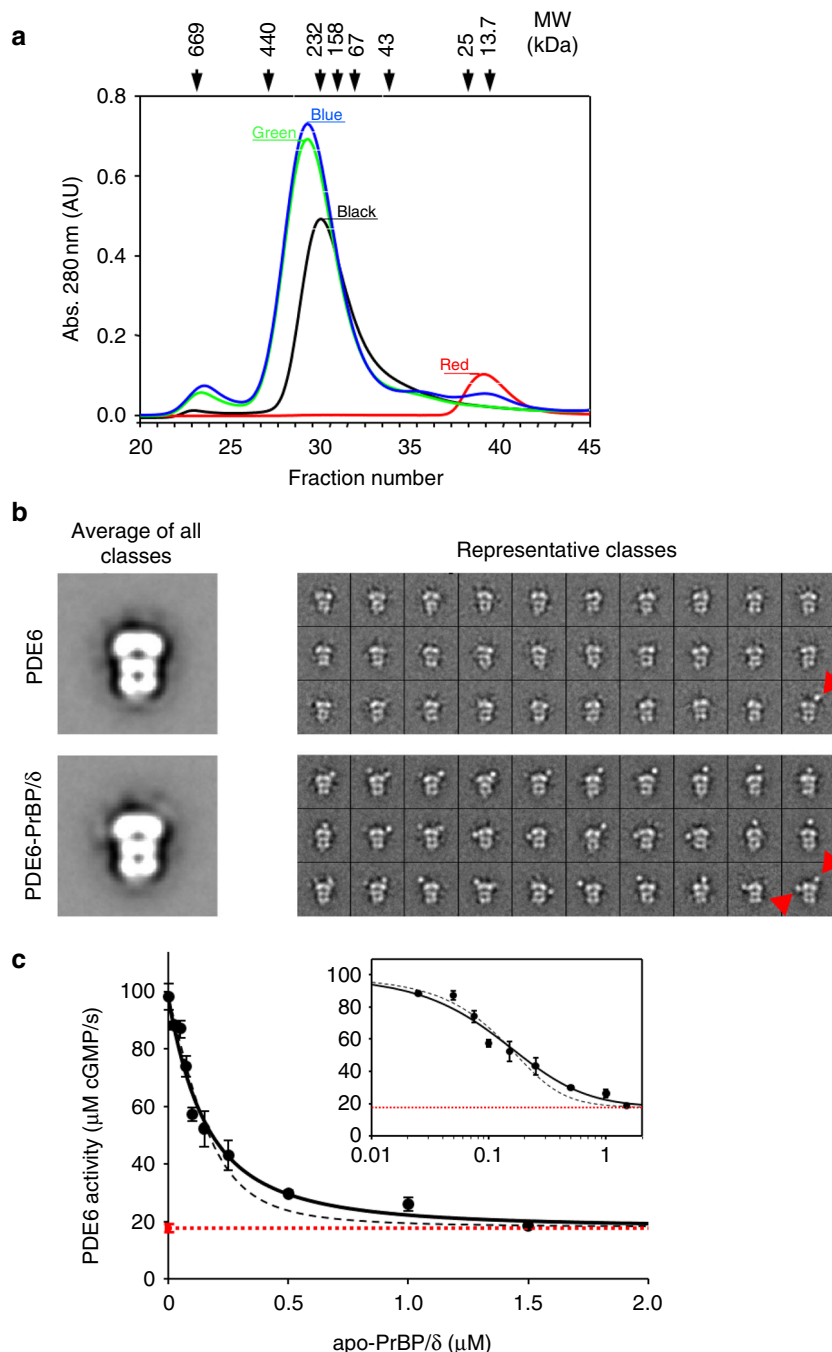 a
669
440
232
158
67
43
25
13.7
MW
(kDa)
0.8
0.6
0.4
0.2
0.0
Abs. 280 nm (AU)
Blue
Green
Black
Red
20
25
30
35
40
45
Fraction number
b
Average of all
classes
Representative classes
PDE6
PDE6-PrBP/δ
c
100
80
60
40
20
0
PDE6 activity (μM cGMP/s)
100
80
60
40
20
0
0.01
0.1
1
0
0.5
1.0
1.5
2.0
apo-PrBP/δ (μM)